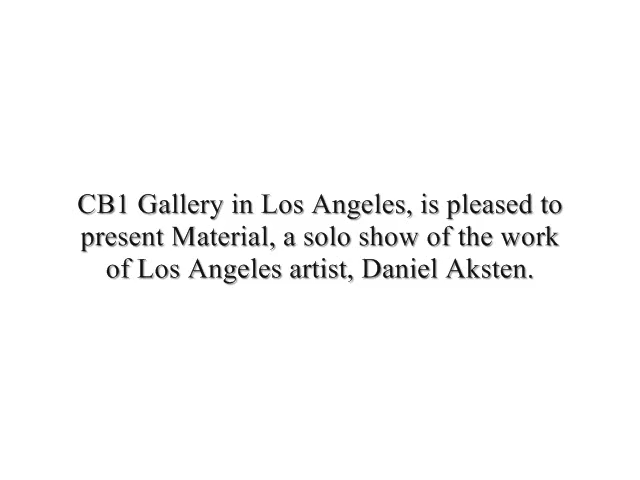 CB1 Gallery in Los Angeles, is pleased to
present Material, a solo show of the work
of Los Angeles artist, Daniel Aksten.